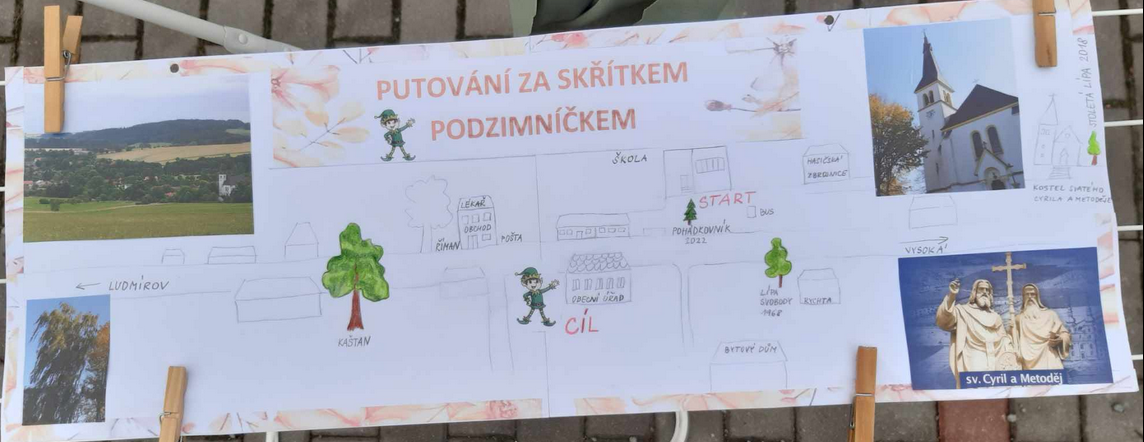 PUTOVÁNÍ ZA SKŘÍTKEM
PODZIMNÍČKEM
STOLETÁ LÍPA 2018
ŠKOLA
HASIČSKÁ
ZBROJNICE
KOSTEL SVATÉHO
CYRILA A METODĚJE
START
BUS
LÉKAŘ
OBCHOD
ŘÍMAN
POŠTA
POHÁDKOVNÍK
2022
VYSOKÁ
← LUDMÍROV
OBECNÍ ÚŘAD
LÍPA
SVOBODY
1968
RYCHTA
CÍL
KAŠTAN
BYTOVÝ DŮM
sv. Cyril a Metoděj